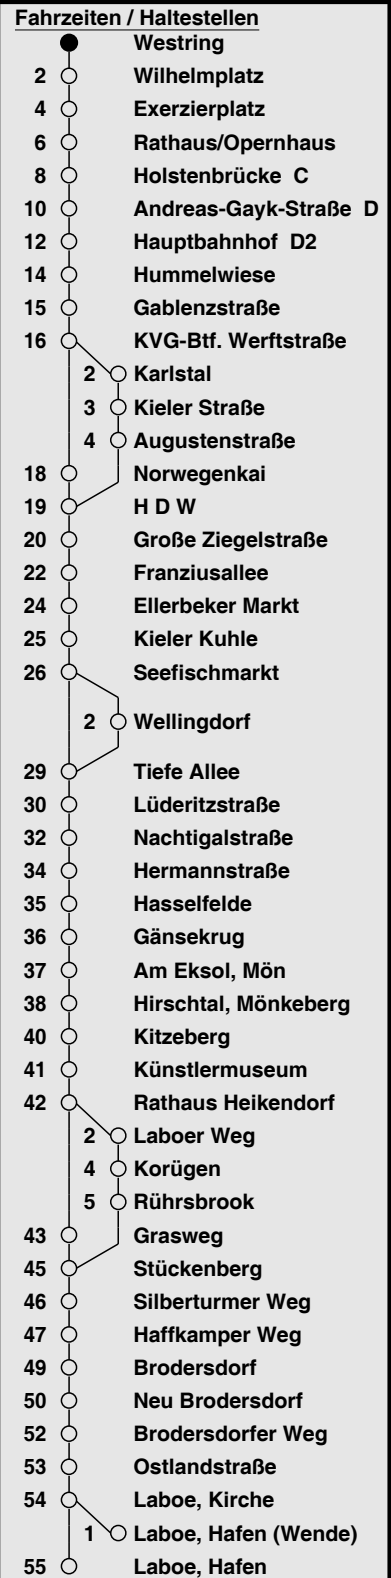 Fahrzeiten / Haltestellen
Westring
2 Wilhelmplatz
4 Exerzierplatz
6 Rathaus/Opernhaus
8 Holstenbrücke C
10 Andreas-Gayk-Straße D
12 Hauptbahnhof D2
14 Hummelwiese
15 Gablenzstraße
16 KVG-Btf. Werftstraße
2 Karlstal
3 Kieler Straße
4 Augustenstraße
18 Norwegenkai
19 H D W
20 Große Ziegelstraße
22 Franziusallee
24 Ellerbeker Markt
25 Kieler Kuhle
26 Seefischmarkt
2 Wellingdorf
29 Tiefe Allee
30 Lüderitzstraße
32 Nachtigalstraße
34 Hermannstraße
35 Hasselfelde
36 Gänsekrug
37 Am Eksol, Mön
38 Hirschtal, Mönkeberg
40 Kitzeberg
41 Künstlermuseum
42 Rathaus Heikendorf
2 Laboer Weg
4 Korügen
5 Rührsbrook
43 Grasweg
45 Stückenberg
46 Silberturmer Weg
47 Haffkamper Weg
49 Brodersdorf
50 Neu Brodersdorf
52 Brodersdorfer Weg
53 Ostlandstraße
54 Laboe, Kirche
1 Laboe, Hafen (Wende)
55 Laboe, Hafen